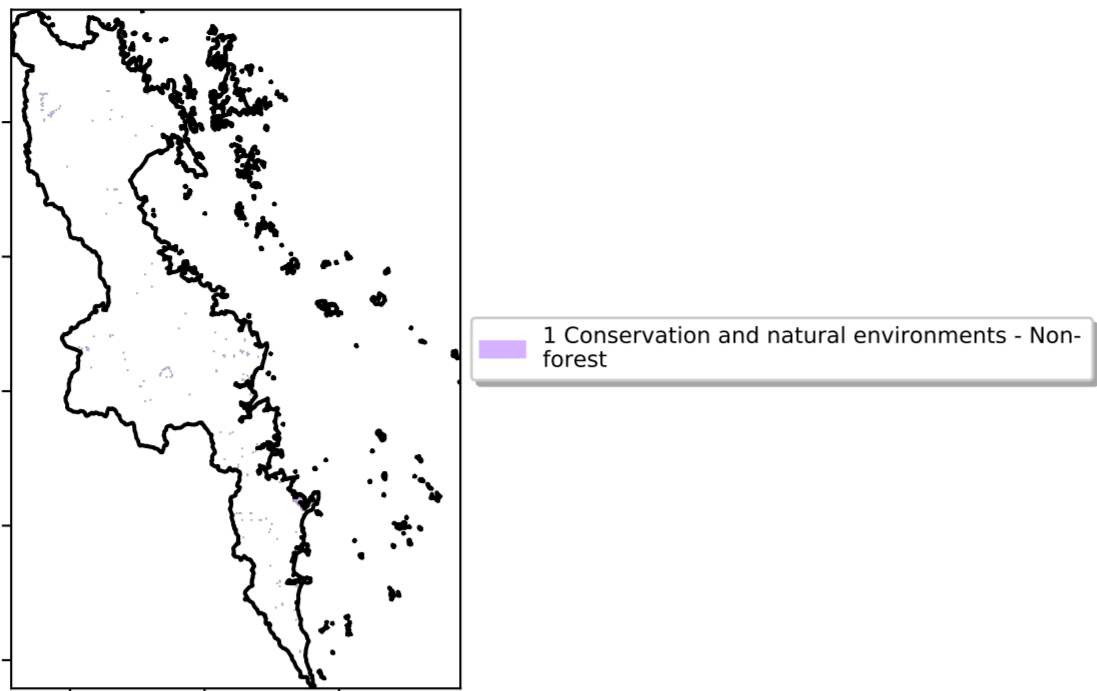 1 Conservation and natural environments - Non-
forest